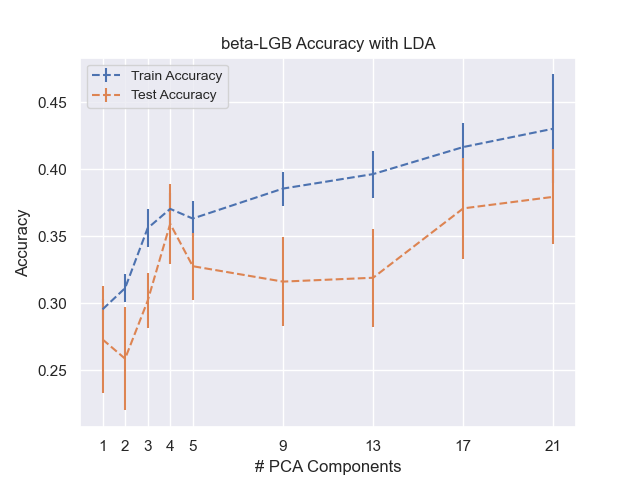 beta-LGB Accuracy with LDA
Train Accuracy
Test Accuracy
0.45
0.40
0.35
0.30
0.25
Accuracy
1 2 3 4 5 9 13 17 21
# PCA Components